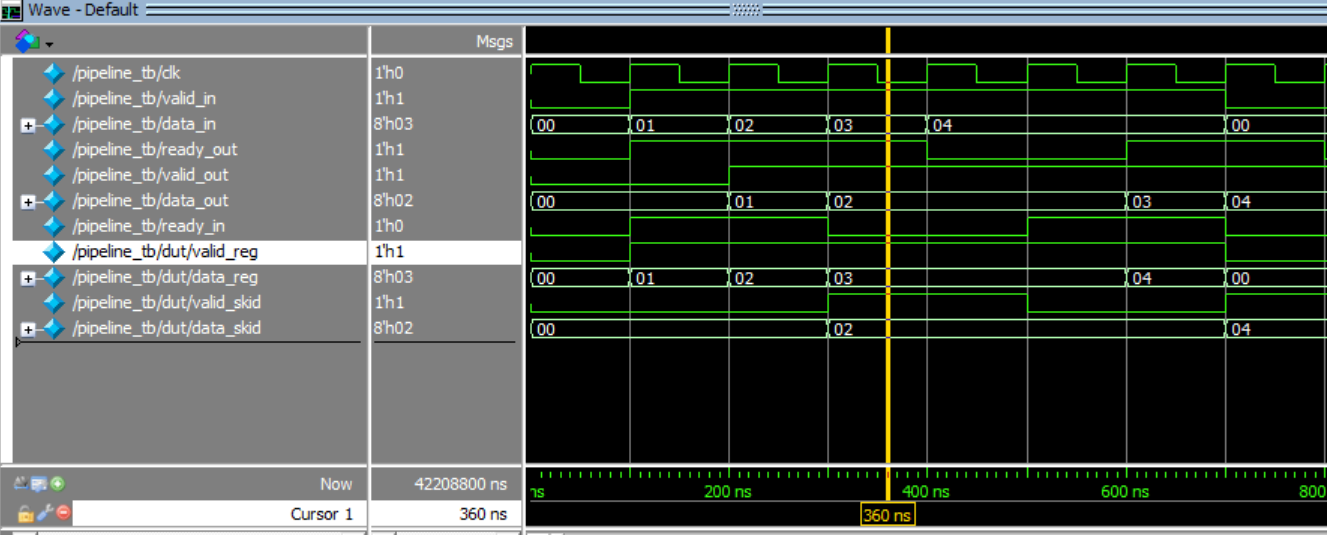 Wave - Default
Msgs
/pipeline_tb/clk 1'h0
/pipeline_tb/valid_in 1'h1
/pipeline_tb/data_in 8'h03 00 01 02 03 04 00
/pipeline_tb/ready_out 1'h1
/pipeline_tb/valid_out 1'h1
/pipeline_tb/data_out 8'h02 00 01 02 03 04
/pipeline_tb/ready_in 1'h0
/pipeline_tb/dut/valid_reg 1'h1
/pipeline_tb/dut/data_reg 8'h03 00 01 02 03 04 00
/pipeline_tb/dut/valid_skid 1'h1
/pipeline_tb/dut/data_skid 8'h02 00 02 04
Now 42208800 ns ns 200 ns 400 ns 600 ns 800
Cursor 1 360 ns 360 ns